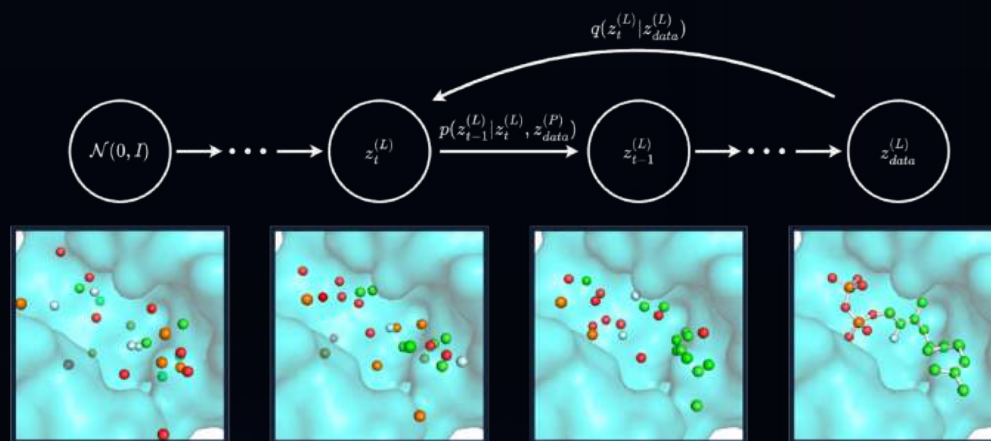 q(z_t^{(L)}|z_{data}^{(L)})
p(z_{t-1}^{(L)}|z_t^{(L)}, z_{data}^{(P)})
𝒩(0, I)
z_t^{(L)}
z_{t-1}^{(L)}
z_{data}^{(L)}